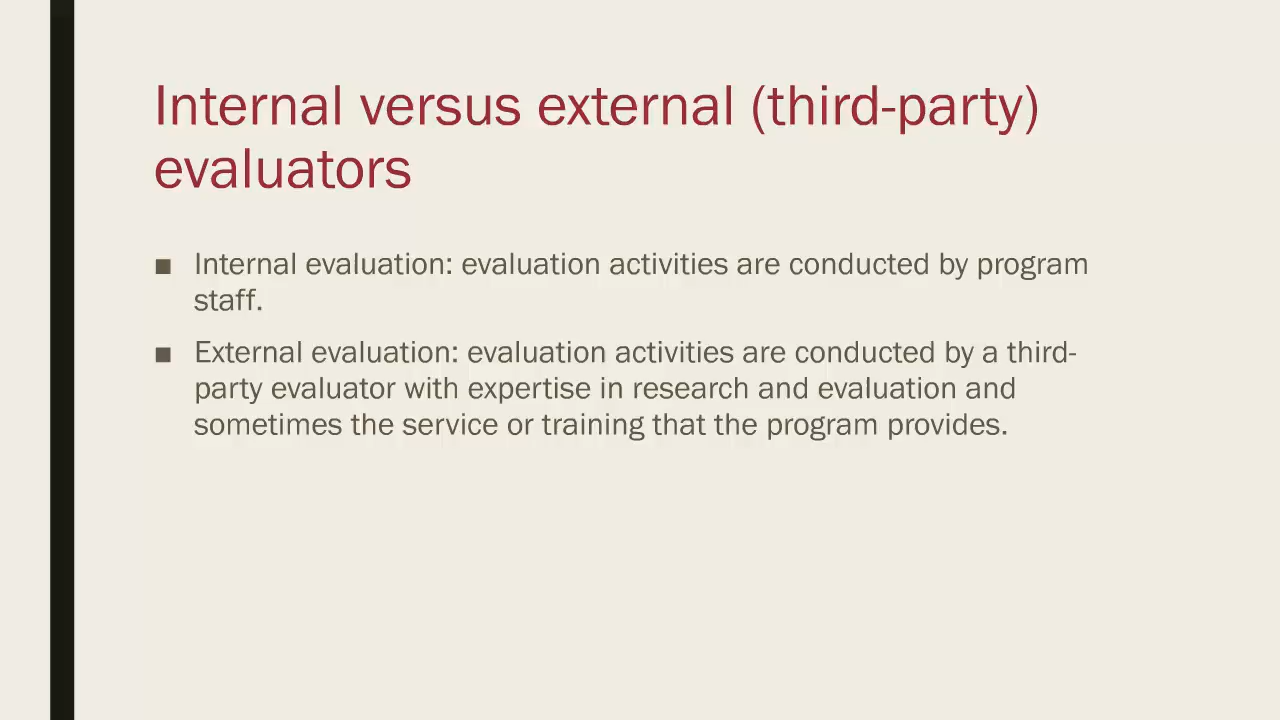 Internal versus external (third-party)
evaluators
■ Internal evaluation: evaluation activities are conducted by program
staff.
■ External evaluation: evaluation activities are conducted by a third-
party evaluator with expertise in research and evaluation and
sometimes the service or training that the program provides.